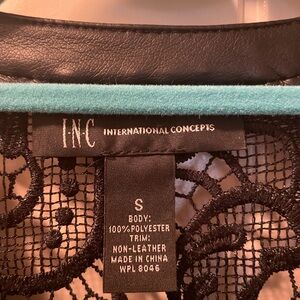 I·N·C INTERNATIONAL CONCEPTS
S
BODY:
100%POLYESTER
TRIM:
NON-LEATHER
MADE IN CHINA
WPL 8046